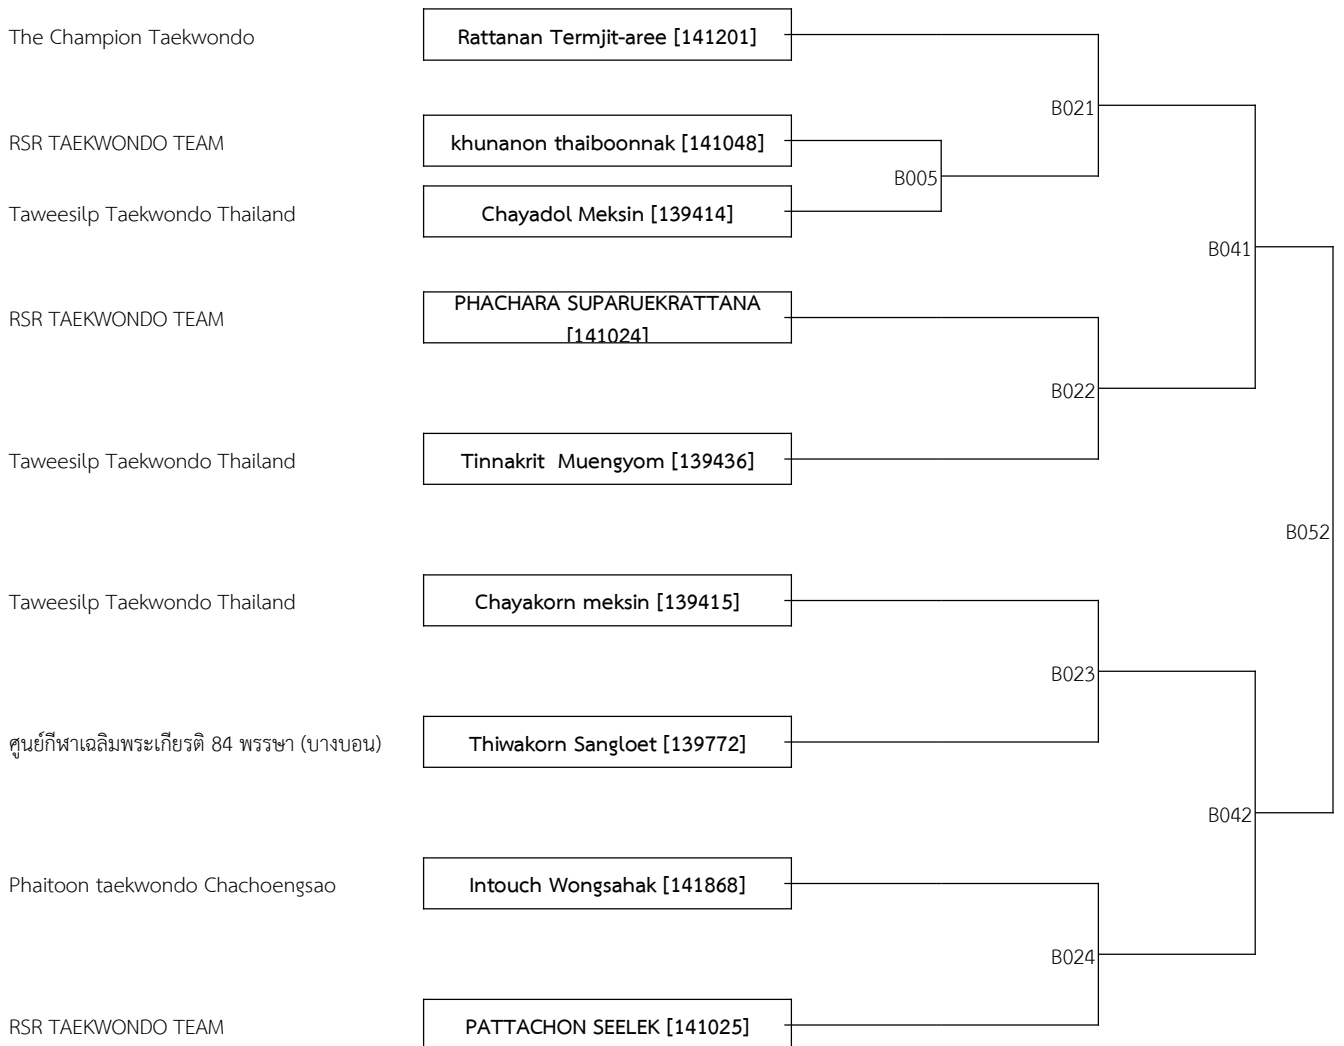 The Champion Taekwondo
Rattanan Termjit-aree [141201]
B021
RSR TAEKWONDO TEAM
khunanon thaiboonnak [141048]
B005
Taweesilp Taekwondo Thailand
Chayadol Meksin [139414]
B041
RSR TAEKWONDO TEAM
PHACHARA SUPARUEKRATTANA
[141024]
B022
Taweesilp Taekwondo Thailand
Tinnakrit  Muengyom [139436]
B052
Taweesilp Taekwondo Thailand
Chayakorn meksin [139415]
B023
ศูนย์กีฬาเฉลิมพระเกียรติ 84 พรรษา (บางบอน)
Thiwakorn Sangloet [139772]
B042
Phaitoon taekwondo Chachoengsao
Intouch Wongsahak [141868]
B024
RSR TAEKWONDO TEAM
PATTACHON SEELEK [141025]